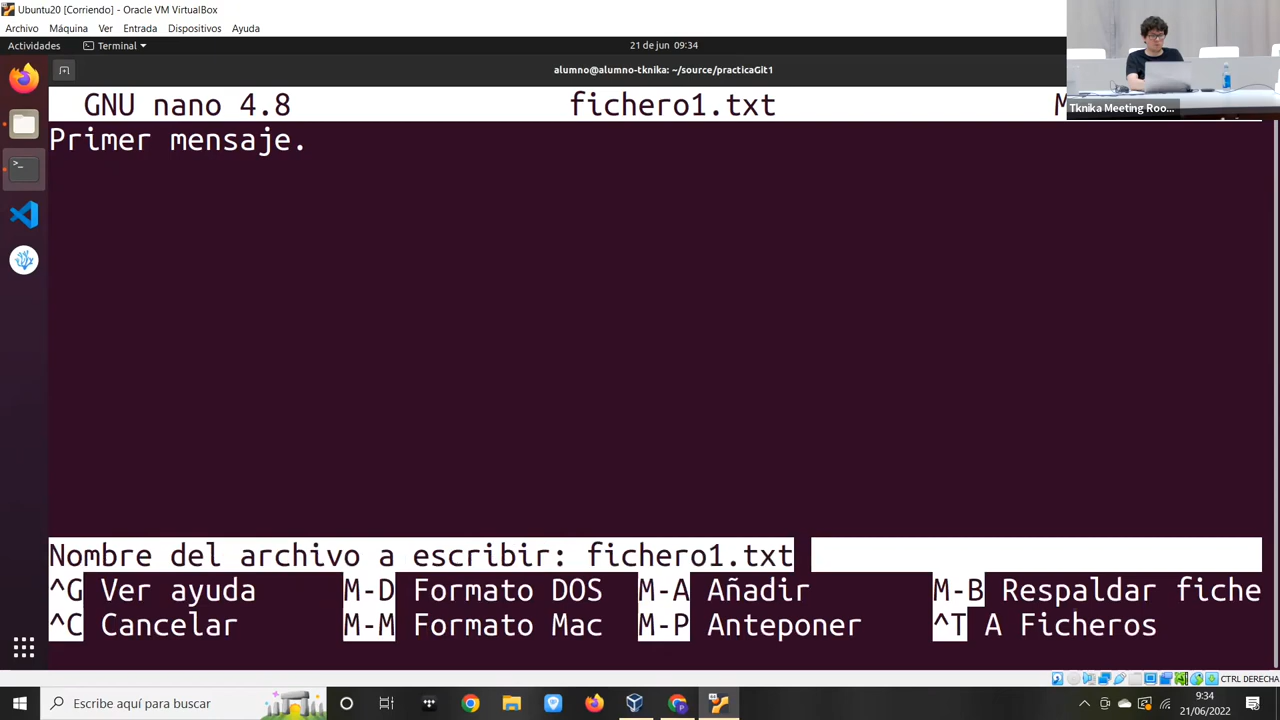 Ubuntu20 [Corriendo] - Oracle VM VirtualBox
Archivo Máquina Ver Entrada Dispositivos Ayuda
Actividades Terminal 21 de jun 09:34
alumno@alumno-tknika: ~/source/practicaGit1
Tknika Meeting Roo...
GNU nano 4.8 fichero1.txt M
Primer mensaje.
Nombre del archivo a escribir: fichero1.txt
^G Ver ayuda M-D Formato DOS M-A Añadir M-B Respaldar fiche
^C Cancelar M-M Formato Mac M-P Anteponer ^T A Ficheros
CTRL DERECHA
Escribe aquí para buscar
9:34
21/06/2022